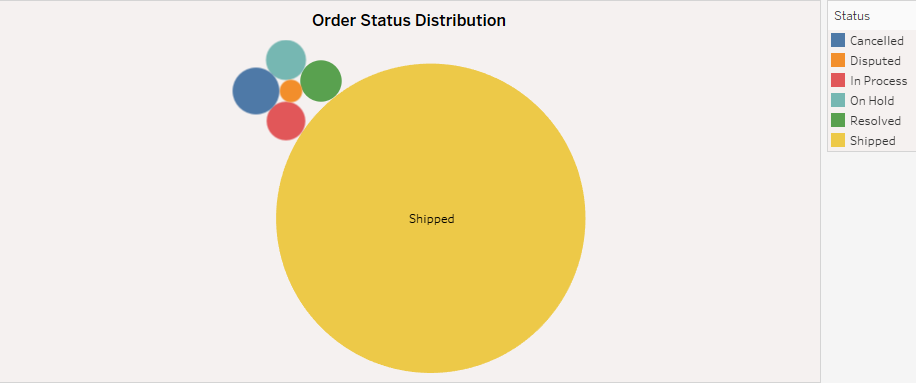 Order Status Distribution
Shipped
Status
Cancelled
Disputed
In Process
On Hold
Resolved
Shipped